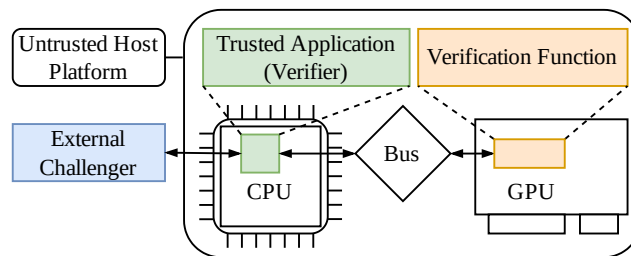 Untrusted Host
Platform
Trusted Application
(Verifier)
Verification Function
External
Challenger
CPU
Bus
GPU